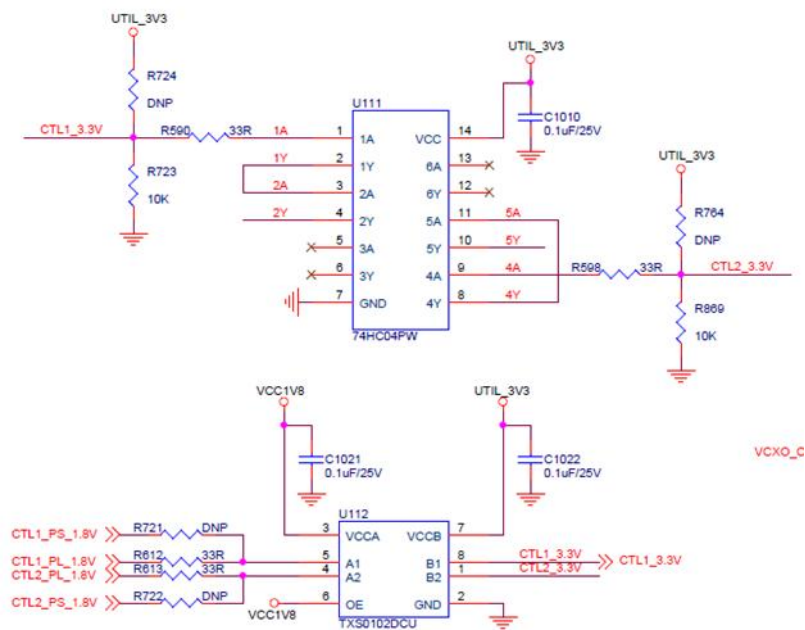 UTIL_3V3
R724
DNP
CTL1_3.3V
R590
33R
R723
10K
1A
1Y
2A
2Y
U111
1
2
3
4
5
6
7
1A
1Y
2A
2Y
3A
3Y
GND
VCC
6A
6Y
5A
5Y
4A
4Y
14
13
12
11
10
9
8
74HC04PW
UTIL_3V3
C1010
0.1uF/25V
5A
5Y
4A
4Y
R598
33R
UTIL_3V3
R764
DNP
CTL2_3.3V
R869
10K
VCC1V8
C1021
0.1uF/25V
UTIL_3V3
C1022
0.1uF/25V
VCXO_C
CTL1_PS_1.8V
R721
DNP
CTL1_PL_1.8V
R612
33R
CTL2_PL_1.8V
R613
33R
CTL2_PS_1.8V
R722
DNP
VCC1V8
U112
3
5
4
6
VCCA
A1
A2
OE
VCCB
B1
B2
GND
7
8
1
2
TXS0102DCU
CTL1_3.3V
CTL1_3.3V
CTL2_3.3V